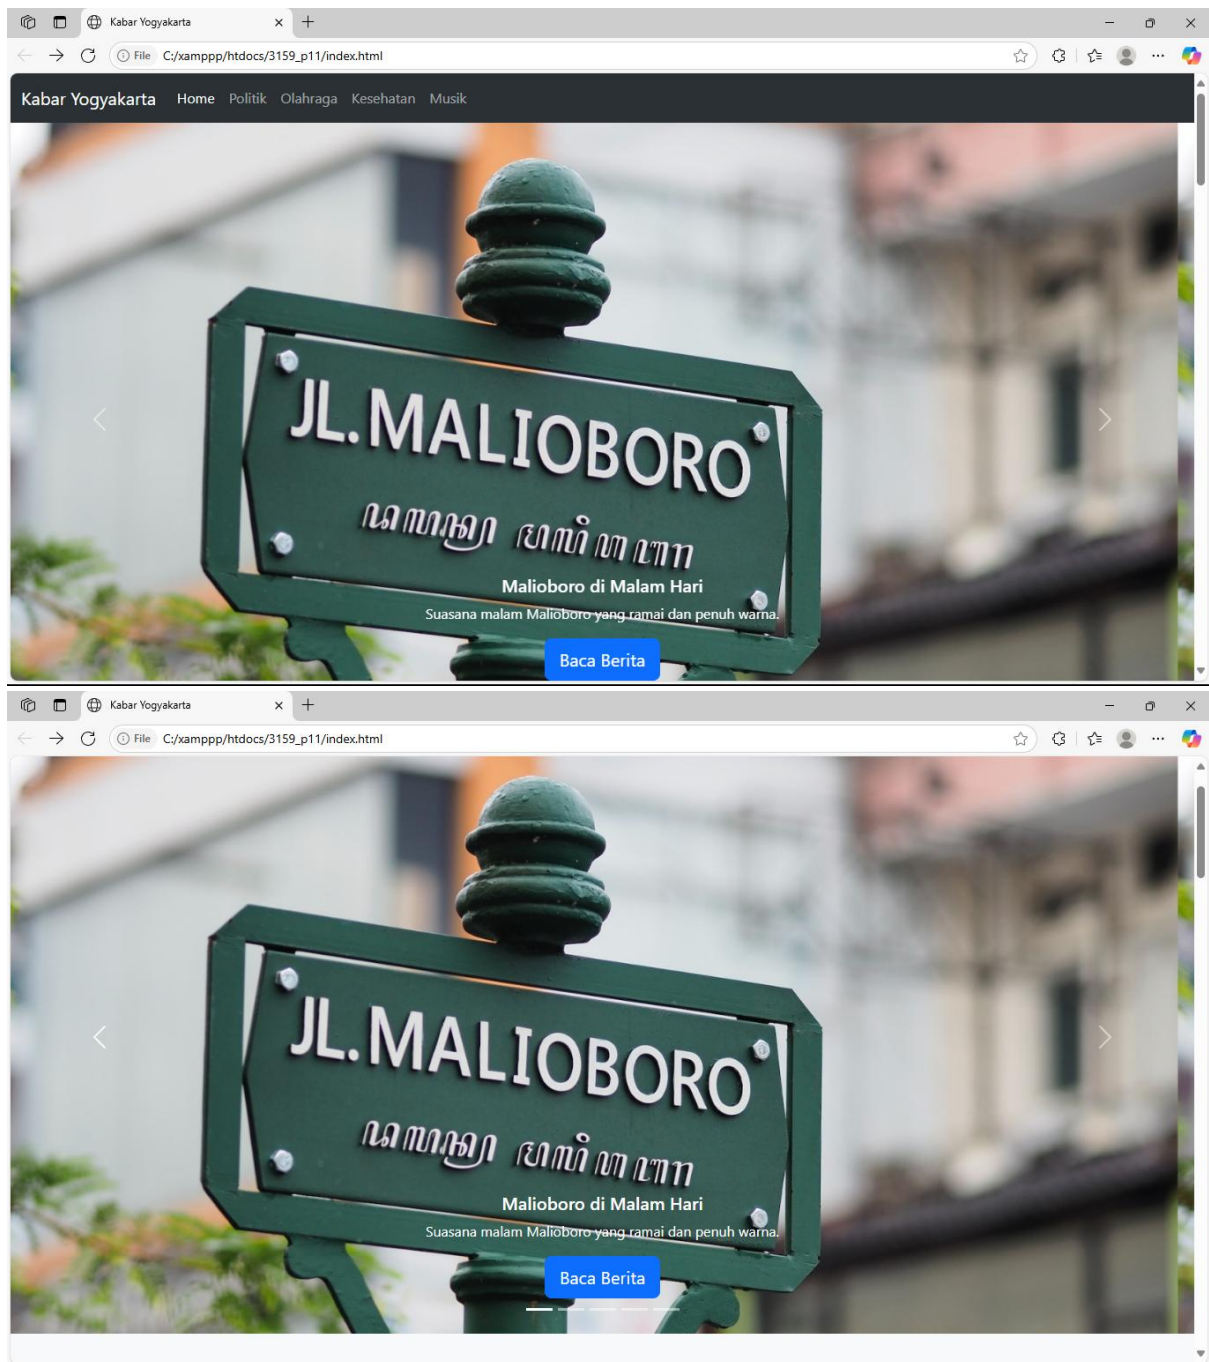 Kabar Yogyakarta
File C:/xamppp/htdocs/3159_p11/index.html
Kabar Yogyakarta Home Politik Olahraga Kesehatan Musik
JL.MALIOBORO
Malioboro di Malam Hari
Suasana malam Malioboro yang ramai dan penuh warna.
Baca Berita
Kabar Yogyakarta
File C:/xamppp/htdocs/3159_p11/index.html
JL.MALIOBORO
Malioboro di Malam Hari
Suasana malam Malioboro yang ramai dan penuh warna.
Baca Berita